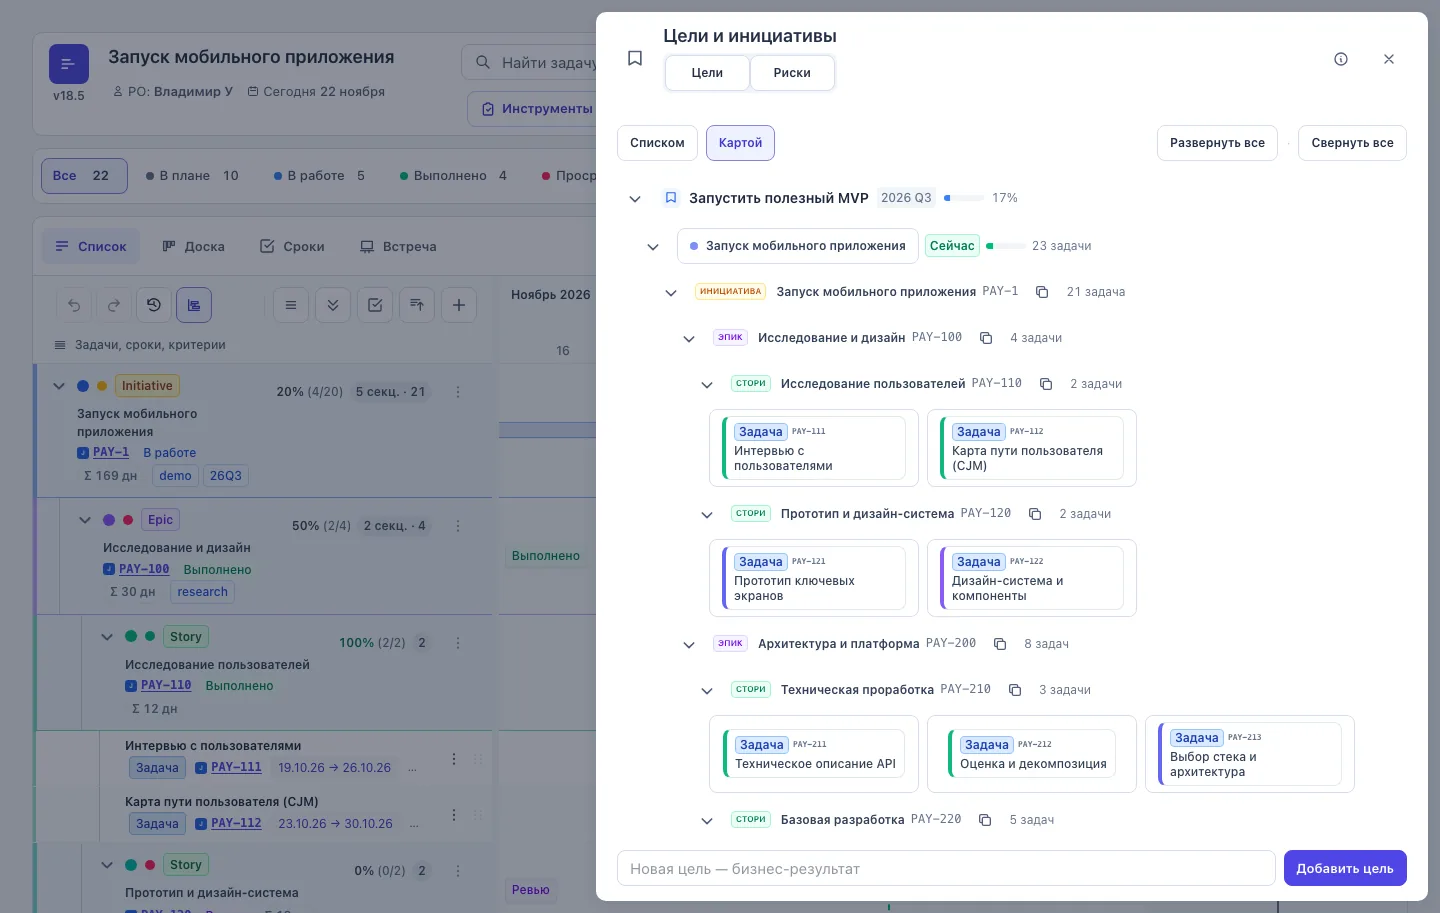 Запуск мобильного приложения
v18.5
PO: Владимир У
Сегодня 22 ноября
Найти задачу
Инструменты
Все 22
В плане 10
В работе 5
Выполнено 4
Проср
Список
Доска
Сроки
Встреча
Ноябрь 2026
Задачи, сроки, критерии
16
Initiative
20% (4/20)
5 секц. · 21
Запуск мобильного
приложения
PAY-1 В работе
Σ 169 дн
demo
26Q3
Epic
50% (2/4)
2 секц. · 4
Исследование и дизайн
PAY-100 Выполнено
Σ 30 дн
research
Выполнено
Story
100% (2/2)
2
Исследование пользователей
PAY-110 Выполнено
Σ 12 дн
Интервью с пользователями
Задача
PAY-111
19.10.26 → 26.10.26
...
Карта пути пользователя (CJM)
Задача
PAY-112
23.10.26 → 30.10.26
...
Story
0% (0/2)
2
Прототип и дизайн-система
Ревью
Цели и инициативы
Цели
Риски
Списком
Картой
Развернуть все
·
Свернуть все
Запустить полезный MVP 2026 Q3 17%
Запуск мобильного приложения Сейчас 23 задачи
ИНИЦИАТИВА Запуск мобильного приложения PAY-1 21 задача
ЭПИК Исследование и дизайн PAY-100 4 задачи
СТОРИ Исследование пользователей PAY-110 2 задачи
Задача PAY-111
Интервью с
пользователями
Задача PAY-112
Карта пути пользователя
(CJM)
СТОРИ Прототип и дизайн-система PAY-120 2 задачи
Задача PAY-121
Прототип ключевых
экранов
Задача PAY-122
Дизайн-система и
компоненты
ЭПИК Архитектура и платформа PAY-200 8 задач
СТОРИ Техническая проработка PAY-210 3 задачи
Задача PAY-211
Техническое описание API
Задача PAY-212
Оценка и декомпозиция
Задача PAY-213
Выбор стека и
архитектура
СТОРИ Базовая разработка PAY-220 5 задач
Новая цель — бизнес-результат
Добавить цель